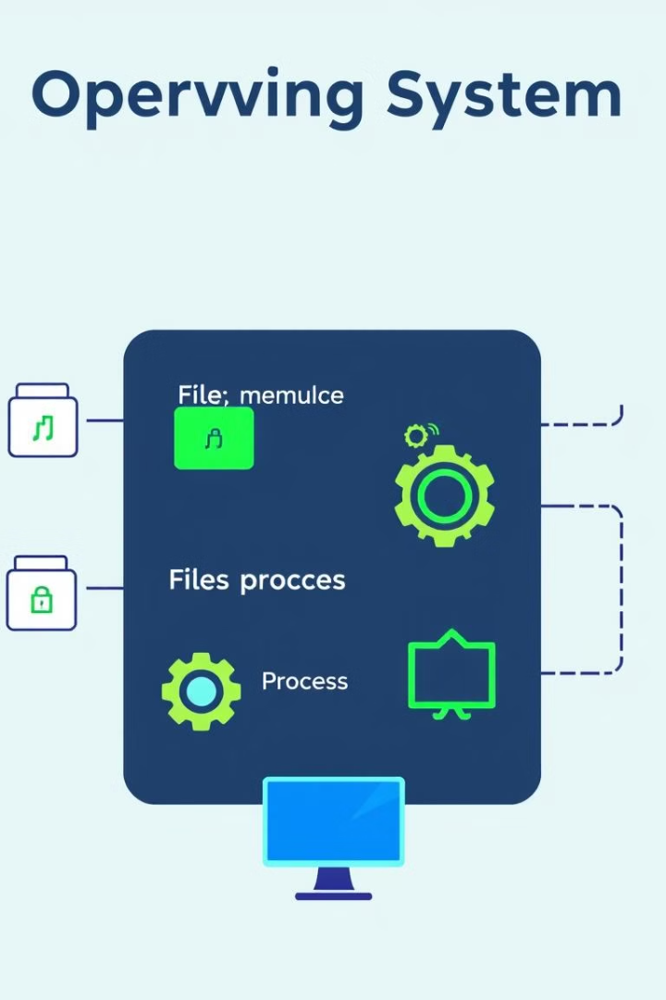 Opervving System
File; memulce
Files procces
Process